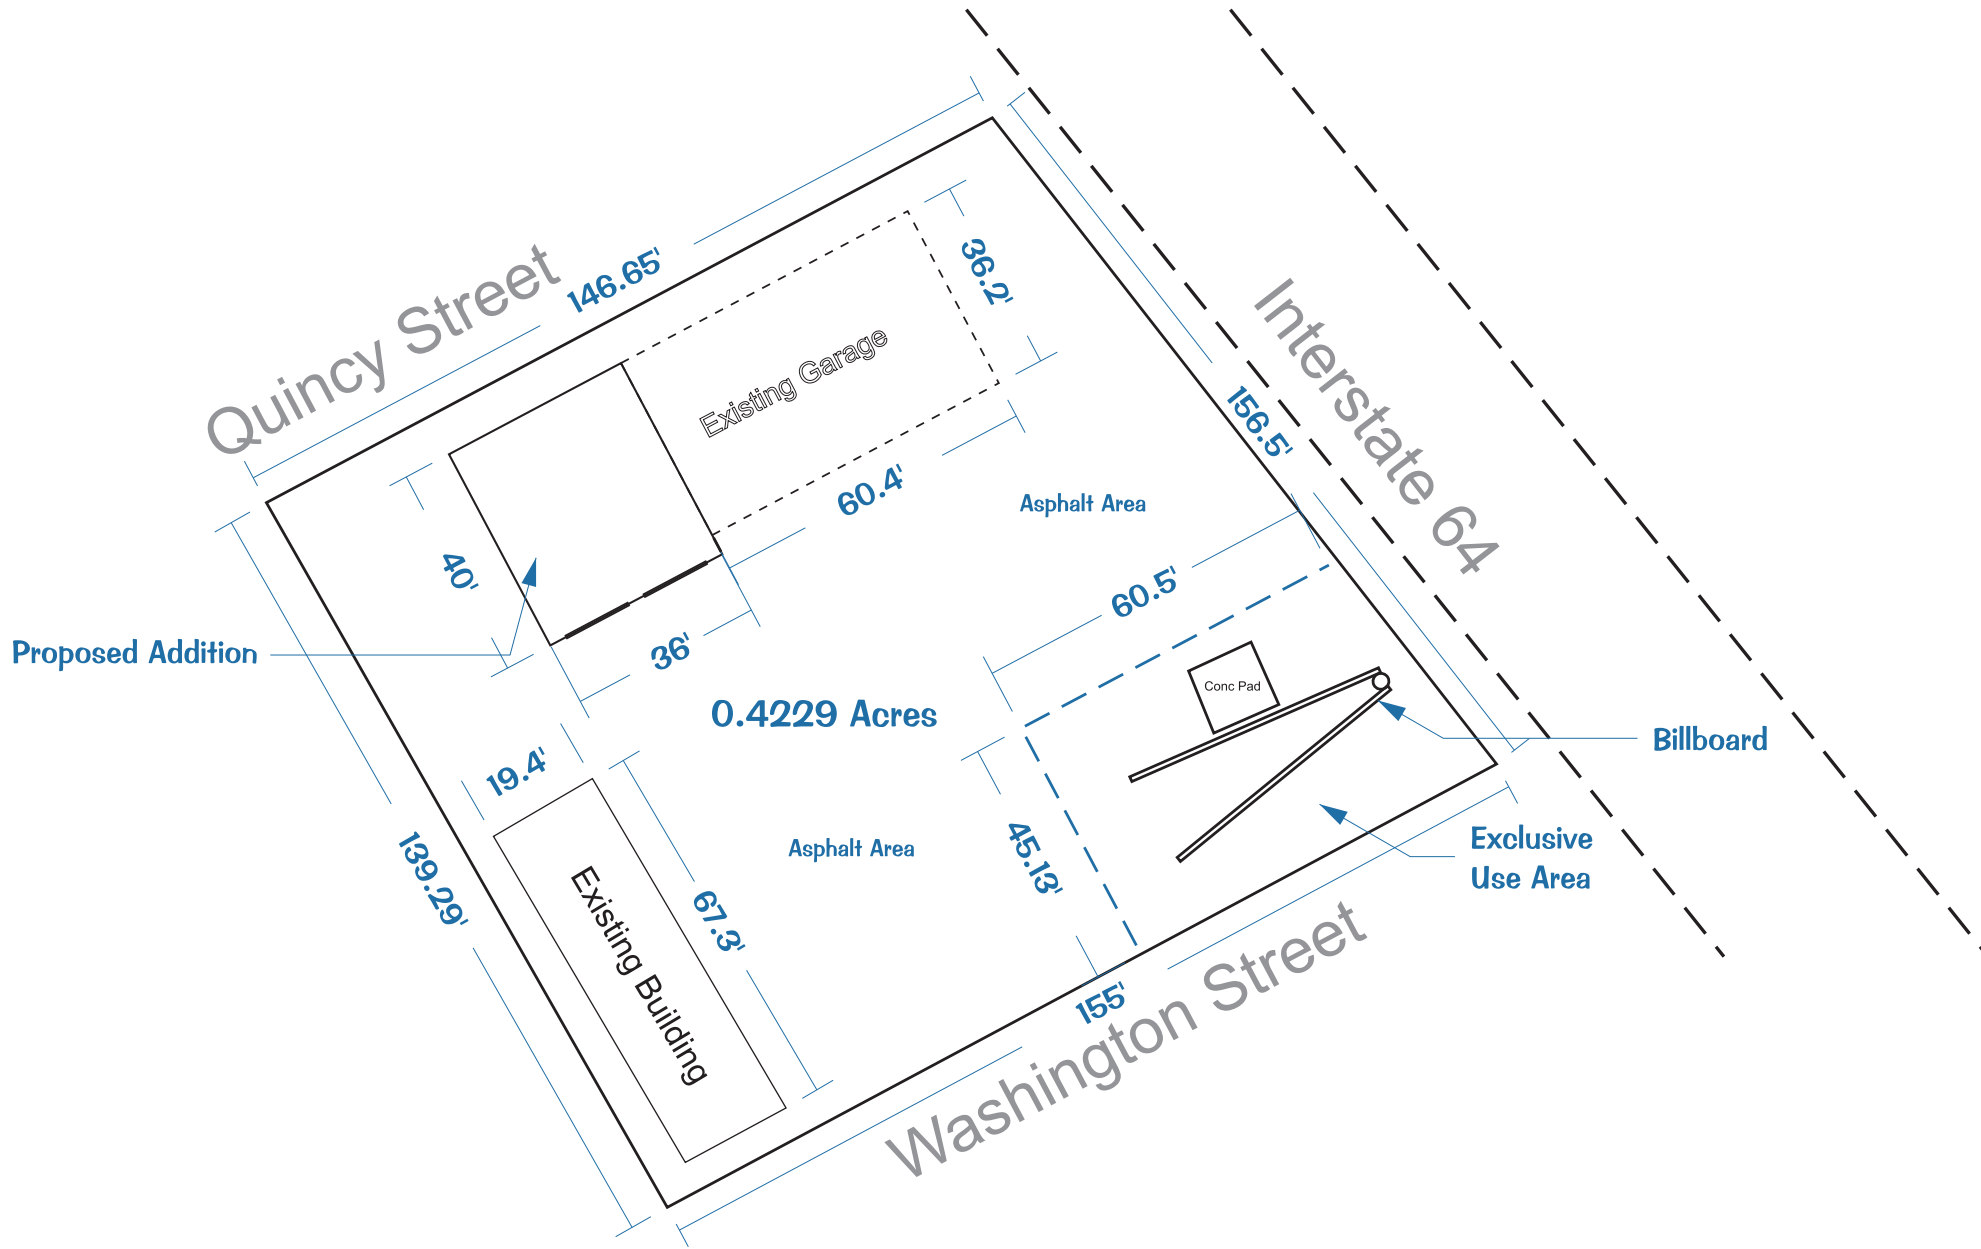 Quincy Street
146.65'
36.2'
Existing Garage
60.4'
Interstate 64
156.5'
Asphalt Area
40'
Proposed Addition
36'
60.5'
Conc Pad
0.4229 Acres
Billboard
19.4'
139.29'
Existing Building
67.3'
Asphalt Area
45.13'
Exclusive
Use Area
155'
Washington Street